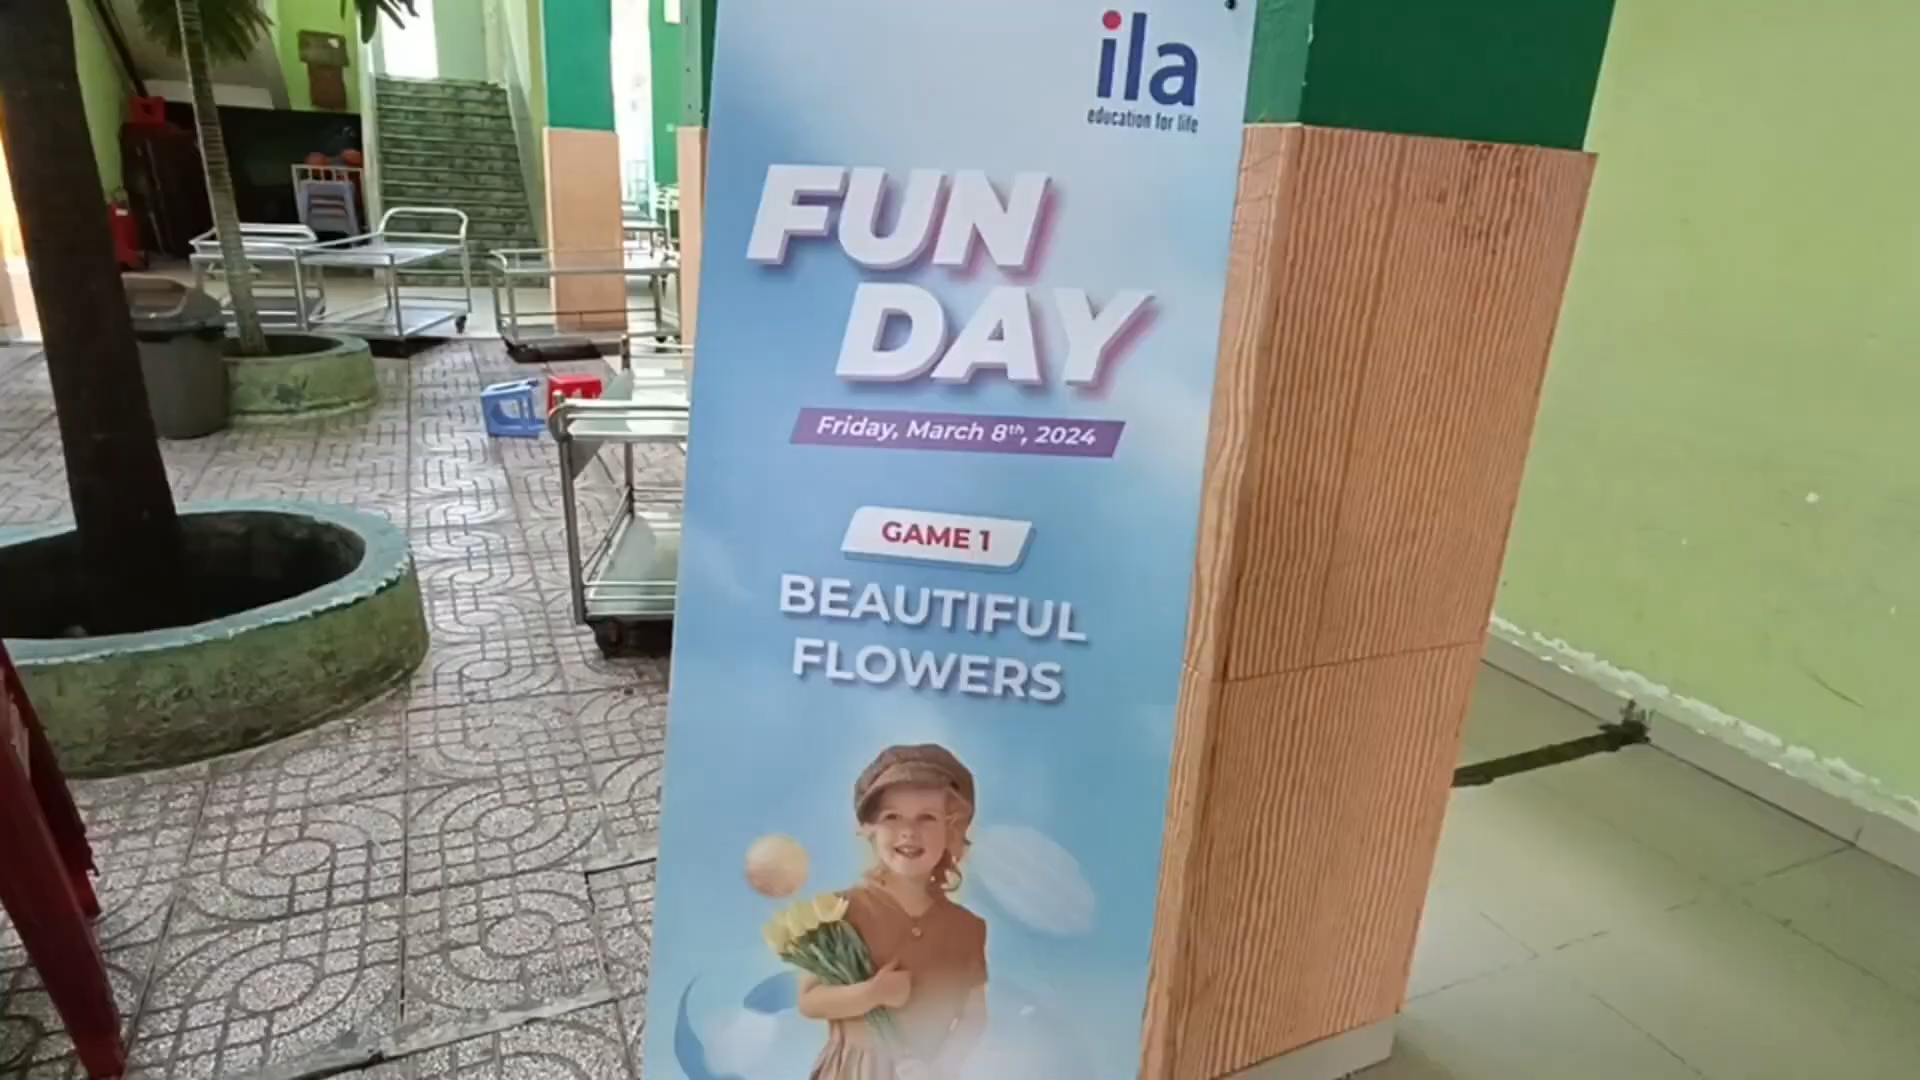 ila
education for life
FUN
DAY
Friday, March 8th, 2024
GAME 1
BEAUTIFUL
FLOWERS